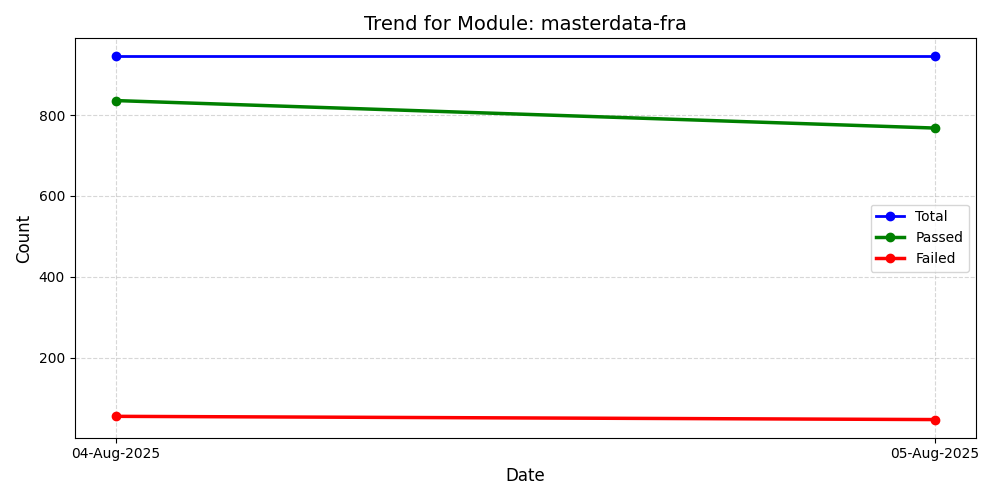 Trend for Module: masterdata-fra
800
600
400
200
Count
Total
Passed
Failed
04-Aug-2025
05-Aug-2025
Date